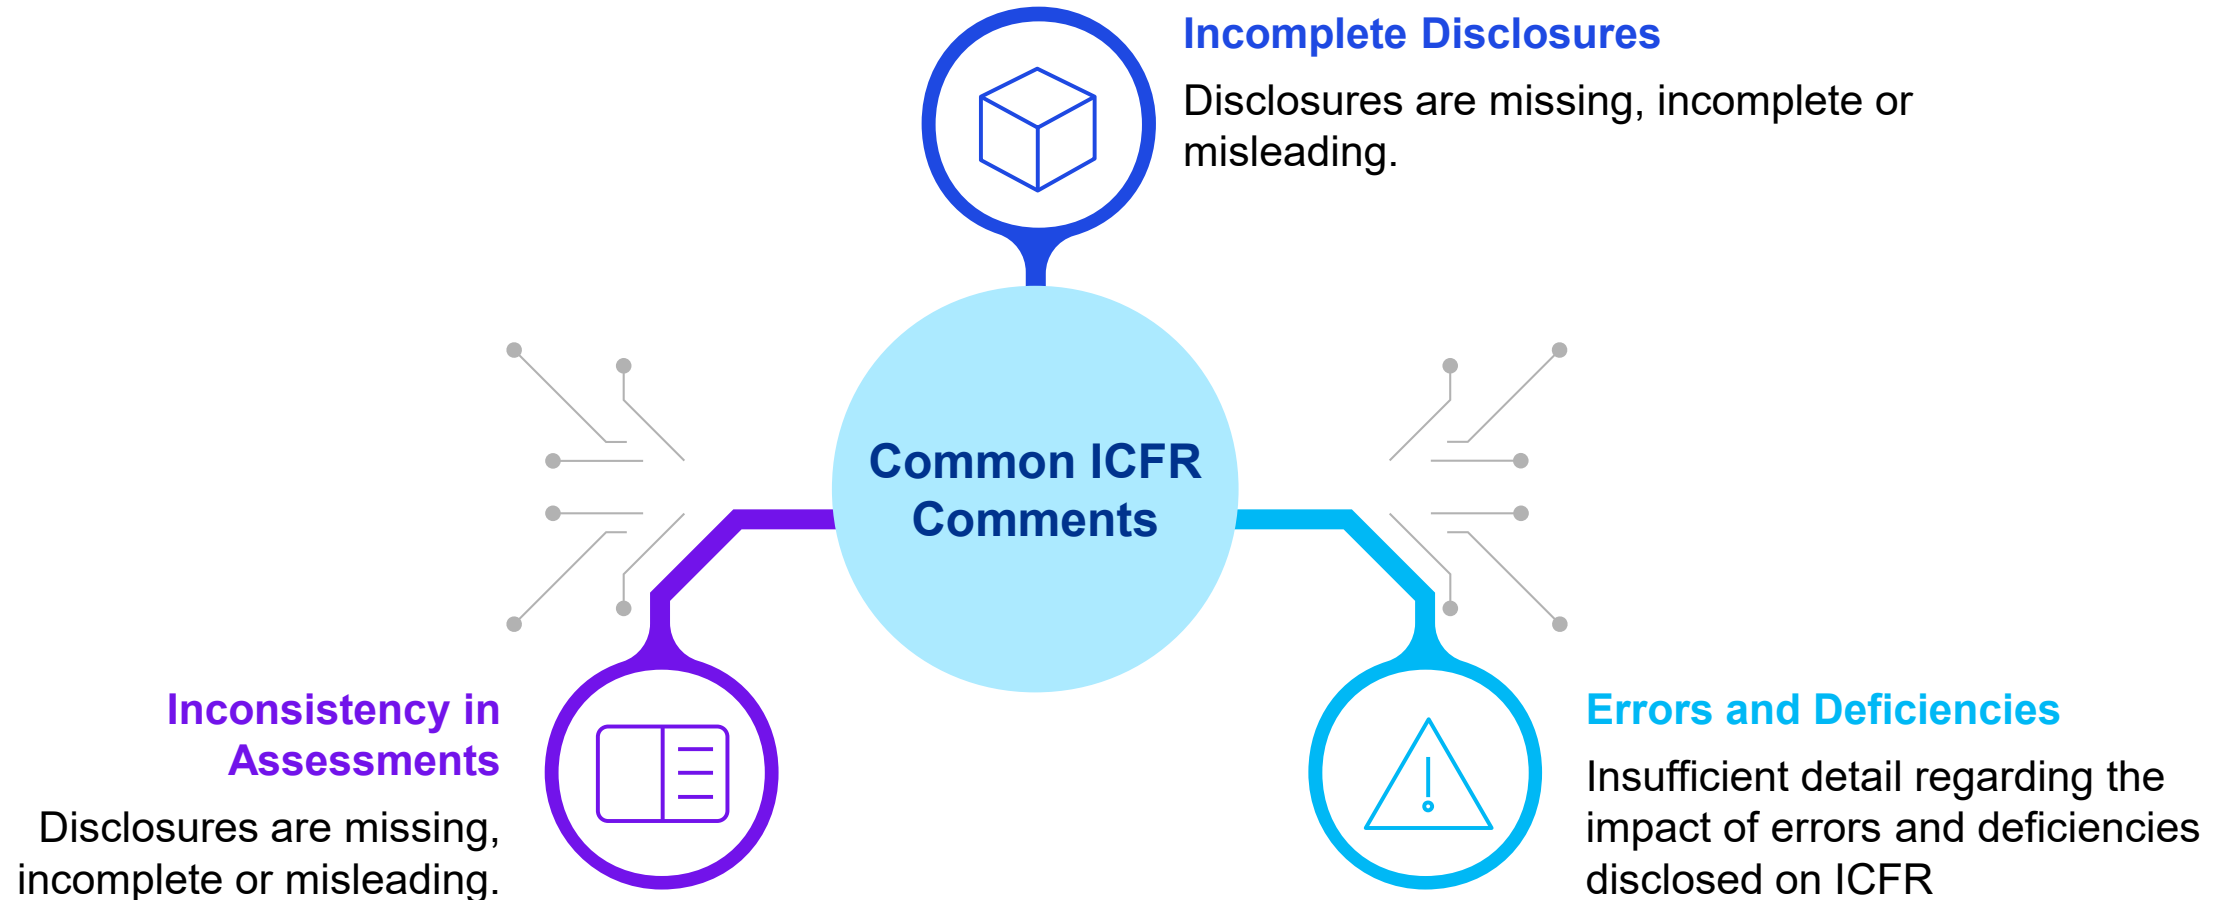 Incomplete Disclosures
Disclosures are missing, incomplete or
misleading.
Common ICFR
Comments
Inconsistency in
Assessments
Disclosures are missing,
incomplete or misleading.
Errors and Deficiencies
Insufficient detail regarding the
impact of errors and deficiencies
disclosed on ICFR